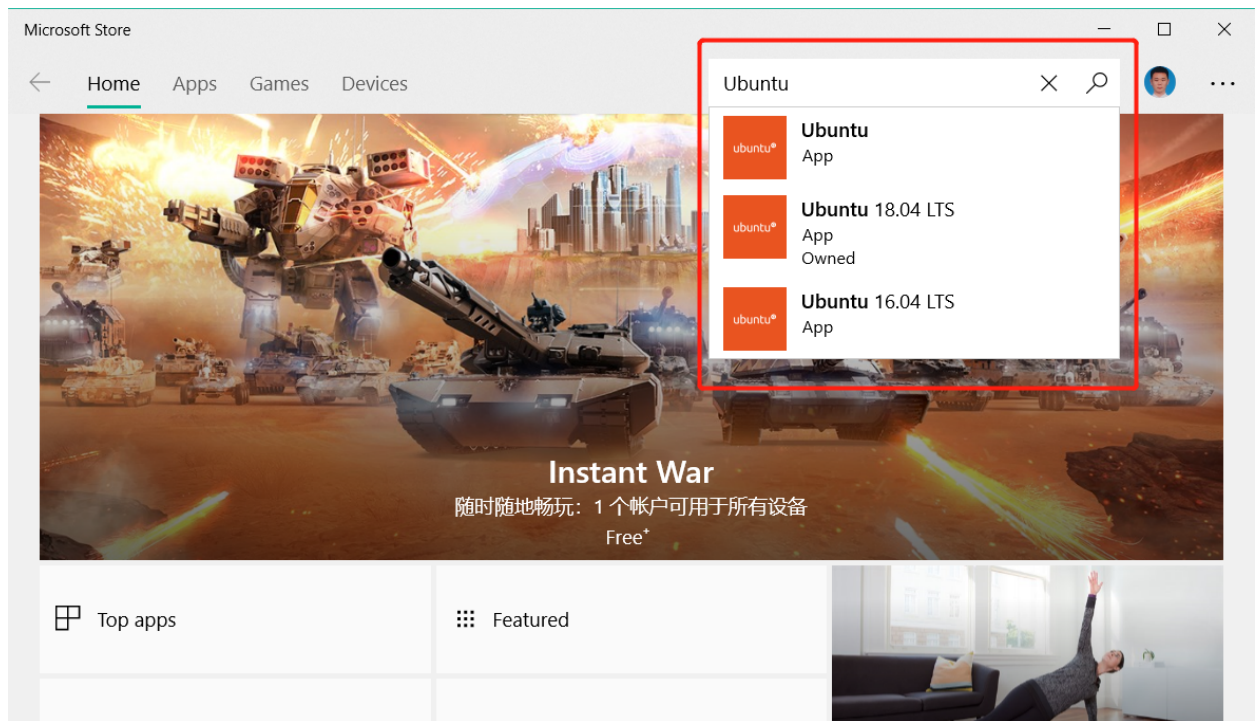 Microsoft Store
Home Apps Games Devices
Ubuntu
ubuntu®
Ubuntu
App
ubuntu®
Ubuntu 18.04 LTS
App
Owned
ubuntu®
Ubuntu 16.04 LTS
App
Instant War
随时随地畅玩：1 个帐户可用于所有设备
Free+
Top apps
Featured